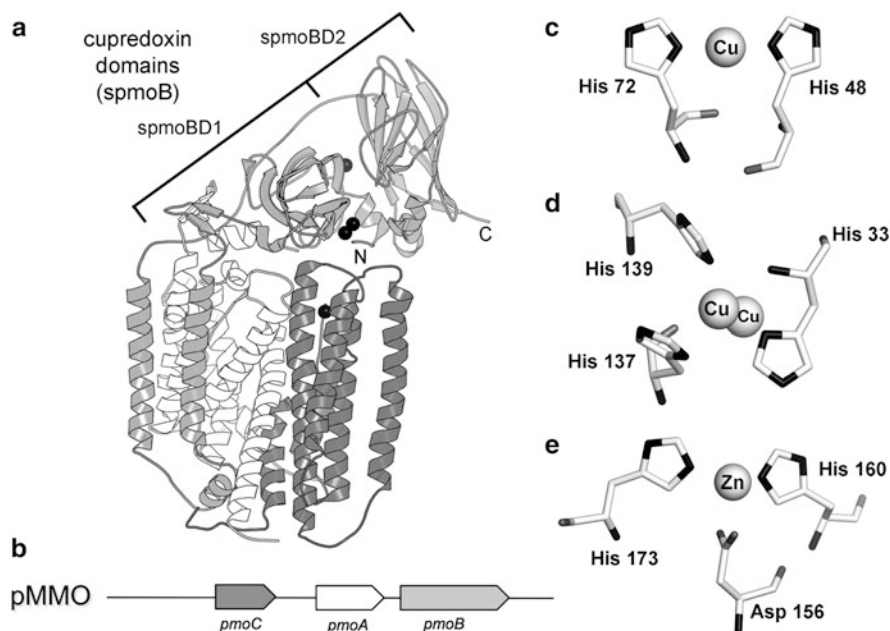 a
cupredoxin
domains
(spmoB)
spmoBD2
spmoBD1
N
C
b
pMMO
pmoC
pmoA
pmoB
c
Cu
His 72
His 48
d
His 33
His 139
Cu
Cu
His 137
e
Zn
His 160
His 173
Asp 156